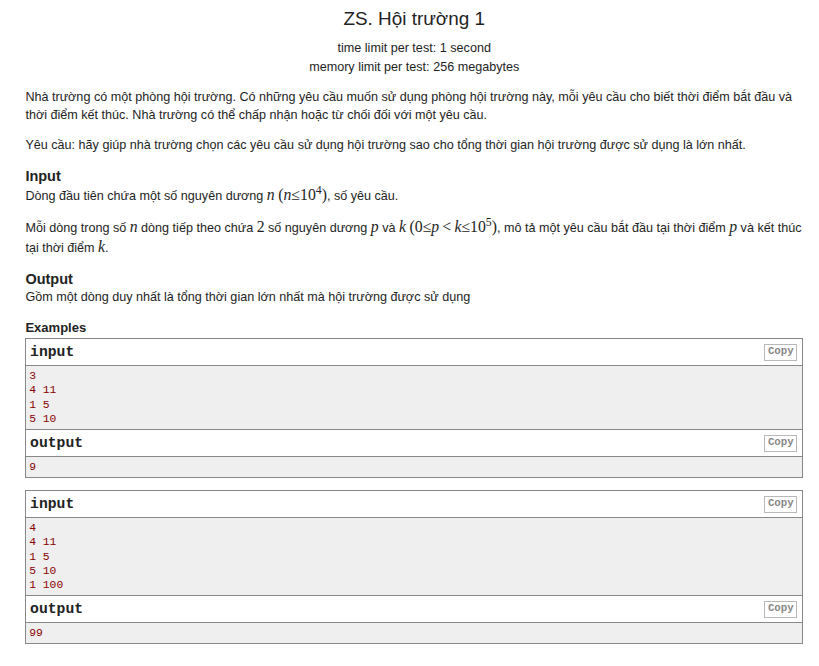 ZS. Hội trường 1
time limit per test: 1 second
memory limit per test: 256 megabytes
Nhà trường có một phòng hội trường. Có những yêu cầu muốn sử dụng phòng hội trường này, mỗi yêu cầu cho biết thời điểm bắt đầu và
thời điểm kết thúc. Nhà trường có thể chấp nhận hoặc từ chối đối với một yêu cầu.
Yêu cầu: hãy giúp nhà trường chọn các yêu cầu sử dụng hội trường sao cho tổng thời gian hội trường được sử dụng là lớn nhất.
Input
Dòng đầu tiên chứa một số nguyên dương n (n≤10^4), số yêu cầu.
Mỗi dòng trong số n dòng tiếp theo chứa 2 số nguyên dương p và k (0≤p < k≤10^5), mô tả một yêu cầu bắt đầu tại thời điểm p và kết thúc
tại thời điểm k.
Output
Gồm một dòng duy nhất là tổng thời gian lớn nhất mà hội trường được sử dụng
Examples
input
Copy
3
4 11
1 5
5 10
output
Copy
9
input
Copy
4
4 11
1 5
5 10
1 100
output
Copy
99